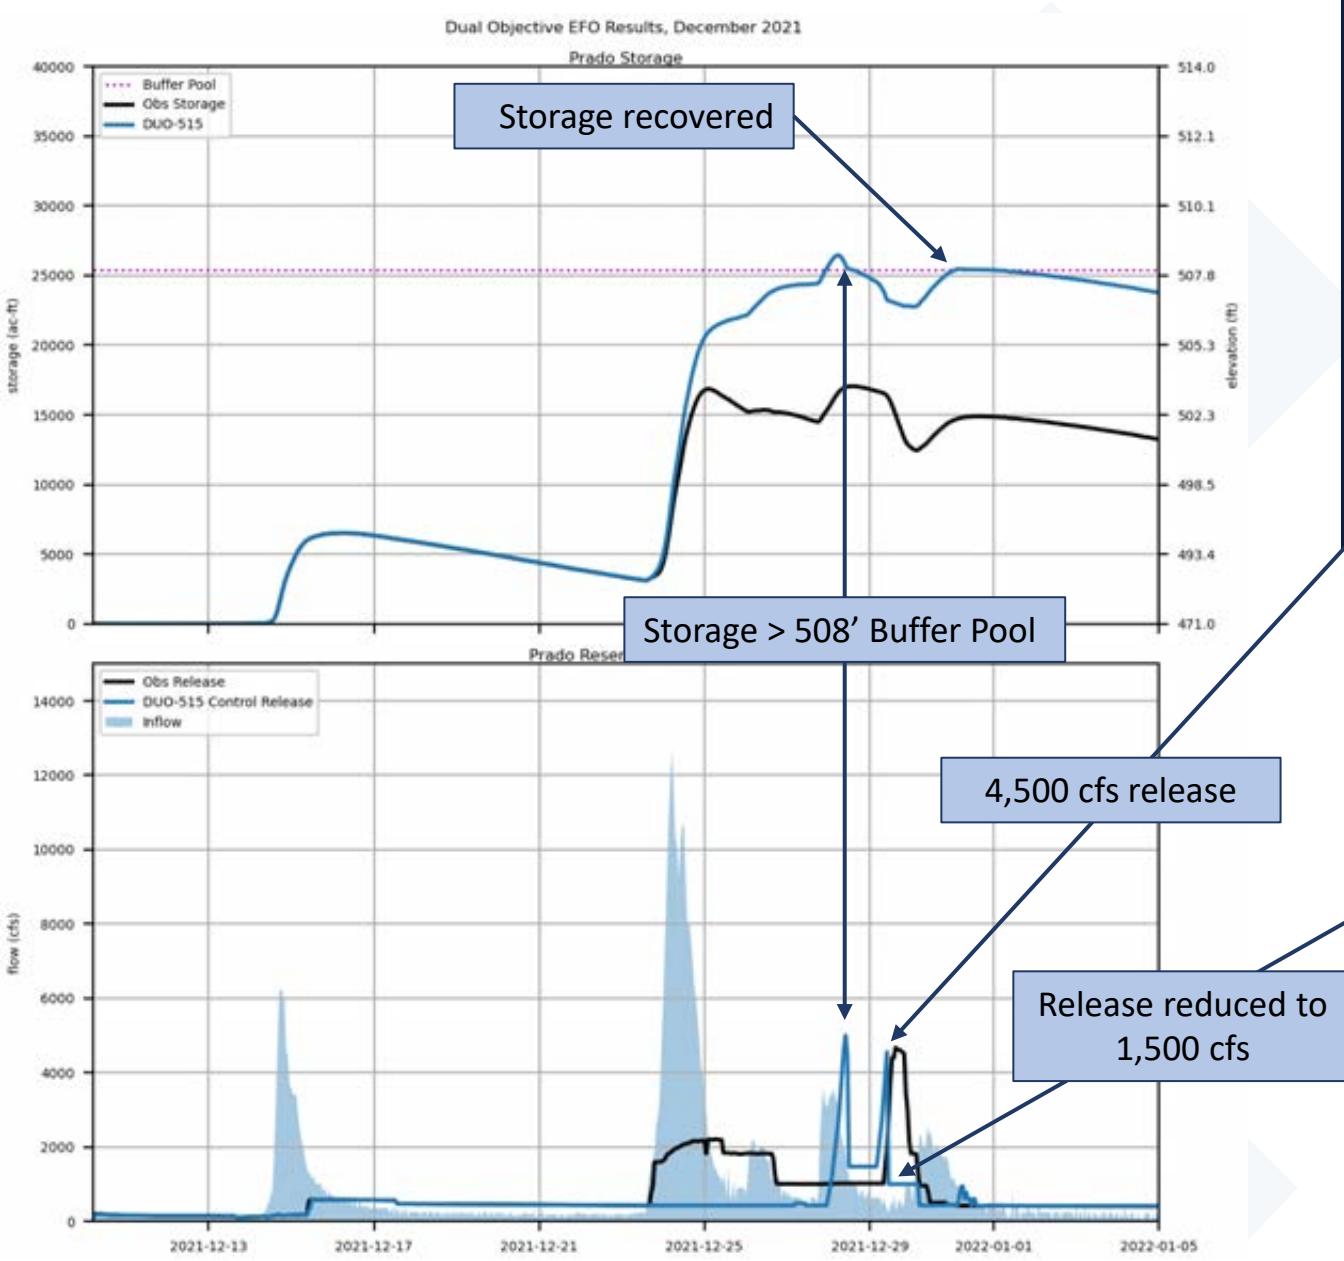 Dual Objective EFO Results, December 2021
Prado Storage
40000
35000
30000
25000
20000
15000
10000
5000
0
storage (ac-ft)
514.0
512.1
510.1
507.8
505.3
502.3
498.5
493.4
471.0
elevation (ft)
Buffer Pool
Obs Storage
DUO-515
Storage recovered
Storage > 508’ Buffer Pool
Prado Reser
14000
12000
10000
8000
6000
4000
2000
0
flow (cfs)
Obs Release
DUO-515 Control Release
Inflow
4,500 cfs release
Release reduced to
1,500 cfs
2021-12-13
2021-12-17
2021-12-21
2021-12-25
2021-12-29
2022-01-01
2022-01-05